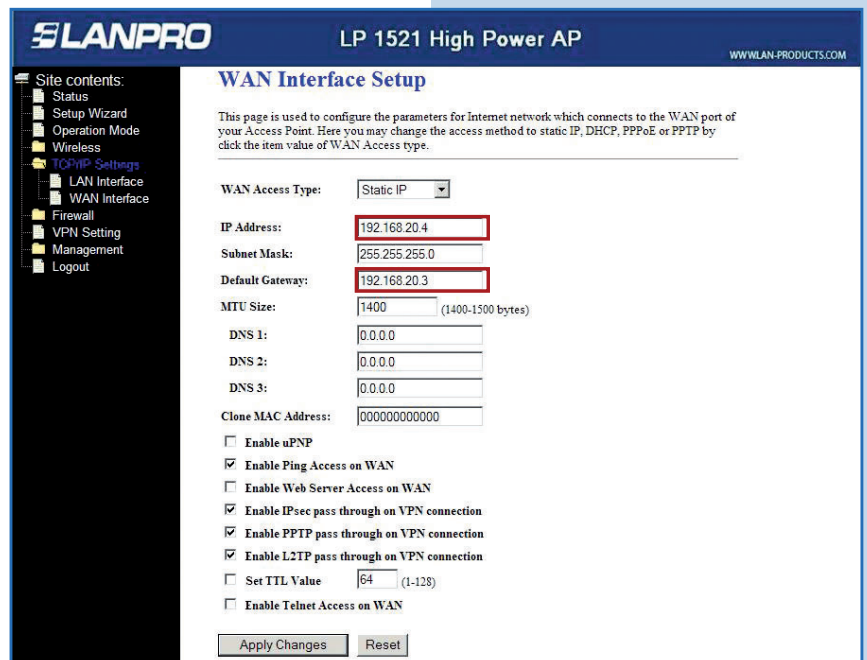 SLANPRO
LP 1521 High Power AP
WWW.LAN-PRODUCTS.COM
Site contents:
Status
Setup Wizard
Operation Mode
Wireless
TCP/IP Settings
LAN Interface
WAN Interface
Firewall
VPN Setting
Management
Logout
WAN Interface Setup
This page is used to configure the parameters for Internet network which connects to the WAN port of
your Access Point. Here you may change the access method to static IP, DHCP, PPPoE or PPTP by
click the item value of WAN Access type.
WAN Access Type: Static IP
IP Address: 192.168.20.4
Subnet Mask: 255.255.255.0
Default Gateway: 192.168.20.3
MTU Size: 1400 (1400-1500 bytes)
DNS 1: 0.0.0.0
DNS 2: 0.0.0.0
DNS 3: 0.0.0.0
Clone MAC Address: 000000000000
Enable uPNP
Enable Ping Access on WAN
Enable Web Server Access on WAN
Enable IPsec pass through on VPN connection
Enable PPTP pass through on VPN connection
Enable L2TP pass through on VPN connection
Set TTL Value 64 (1-128)
Enable Telnet Access on WAN
Apply Changes Reset